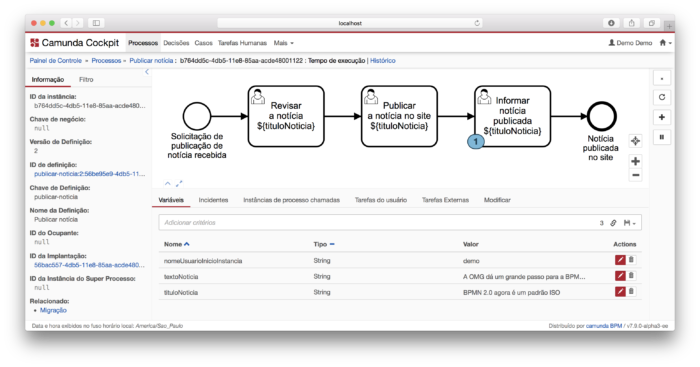 localhost
Camunda Cockpit Processos Decisões Casos Tarefas Humanas Mais Demo Demo
Painel de Controle » Processos » Publicar notícia : b764dd5c-4db5-11e8-85aa-acde48001122 : Tempo de execução | Histórico
Informação Filtro
ID da instância:
b764dd5c-4db5-11e8-85aa-acde480...
Chave de negócio:
null
Versão de Definição:
2
ID de definição:
publicar-noticia:2:56be95e9-4db5-11...
Chave de Definição:
publicar-noticia
Nome da Definição:
Publicar notícia
ID do Ocupante:
null
ID da Implantação:
56bac557-4db5-11e8-85aa-acde480...
ID da Instância do Super Processo:
null
Relacionado:
Migração
Solicitação de
publicação de
notícia recebida
Revisar
a notícia
${tituloNoticia}
Publicar
a notícia no site
${tituloNoticia}
Informar
notícia
publicada
${tituloNoticia}
1
Notícia
publicada
no site
Variáveis Incidentes Instâncias de processo chamadas Tarefas do usuário Tarefas Externas Modificar
Adicionar critérios 3
Nome Tipo Valor Actions
nomeUsuarioInicioInstancia String demo
textoNoticia String A OMG dá um grande passo para a BPM...
tituloNoticia String BPMN 2.0 agora é um padrão ISO
Data e hora exibidos no fuso horário local: America/Sao_Paulo Distribuído por camunda BPM / v7.9.0-alpha3-ee